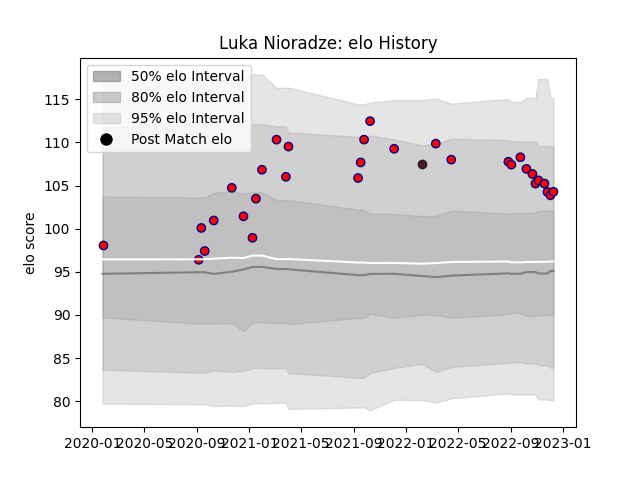 Luka Nioradze: elo History
50% elo Interval
80% elo Interval
95% elo Interval
Post Match elo
elo score
115
110
105
100
95
90
85
80
2020-01 2020-05 2020-09 2021-01 2021-05 2021-09 2022-01 2022-05 2022-09 2023-01